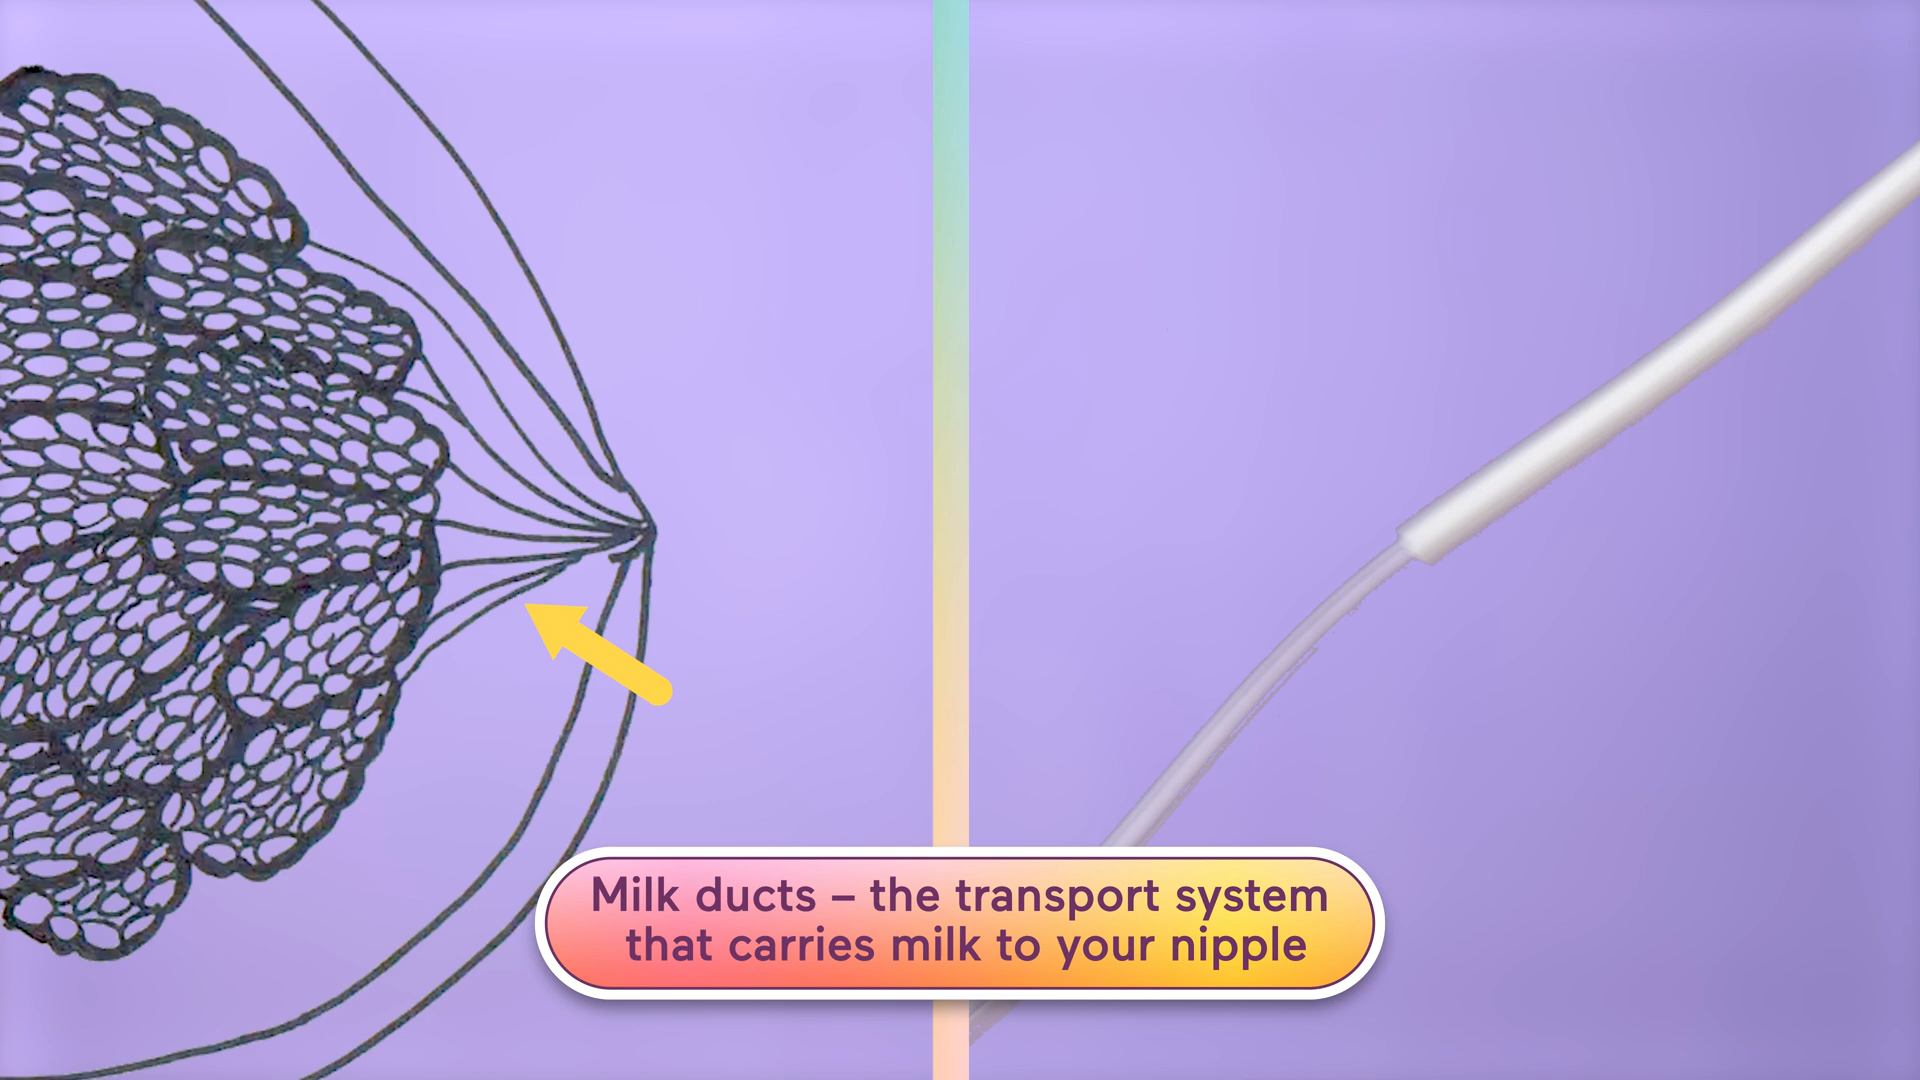 Milk ducts – the transport system
that carries milk to your nipple